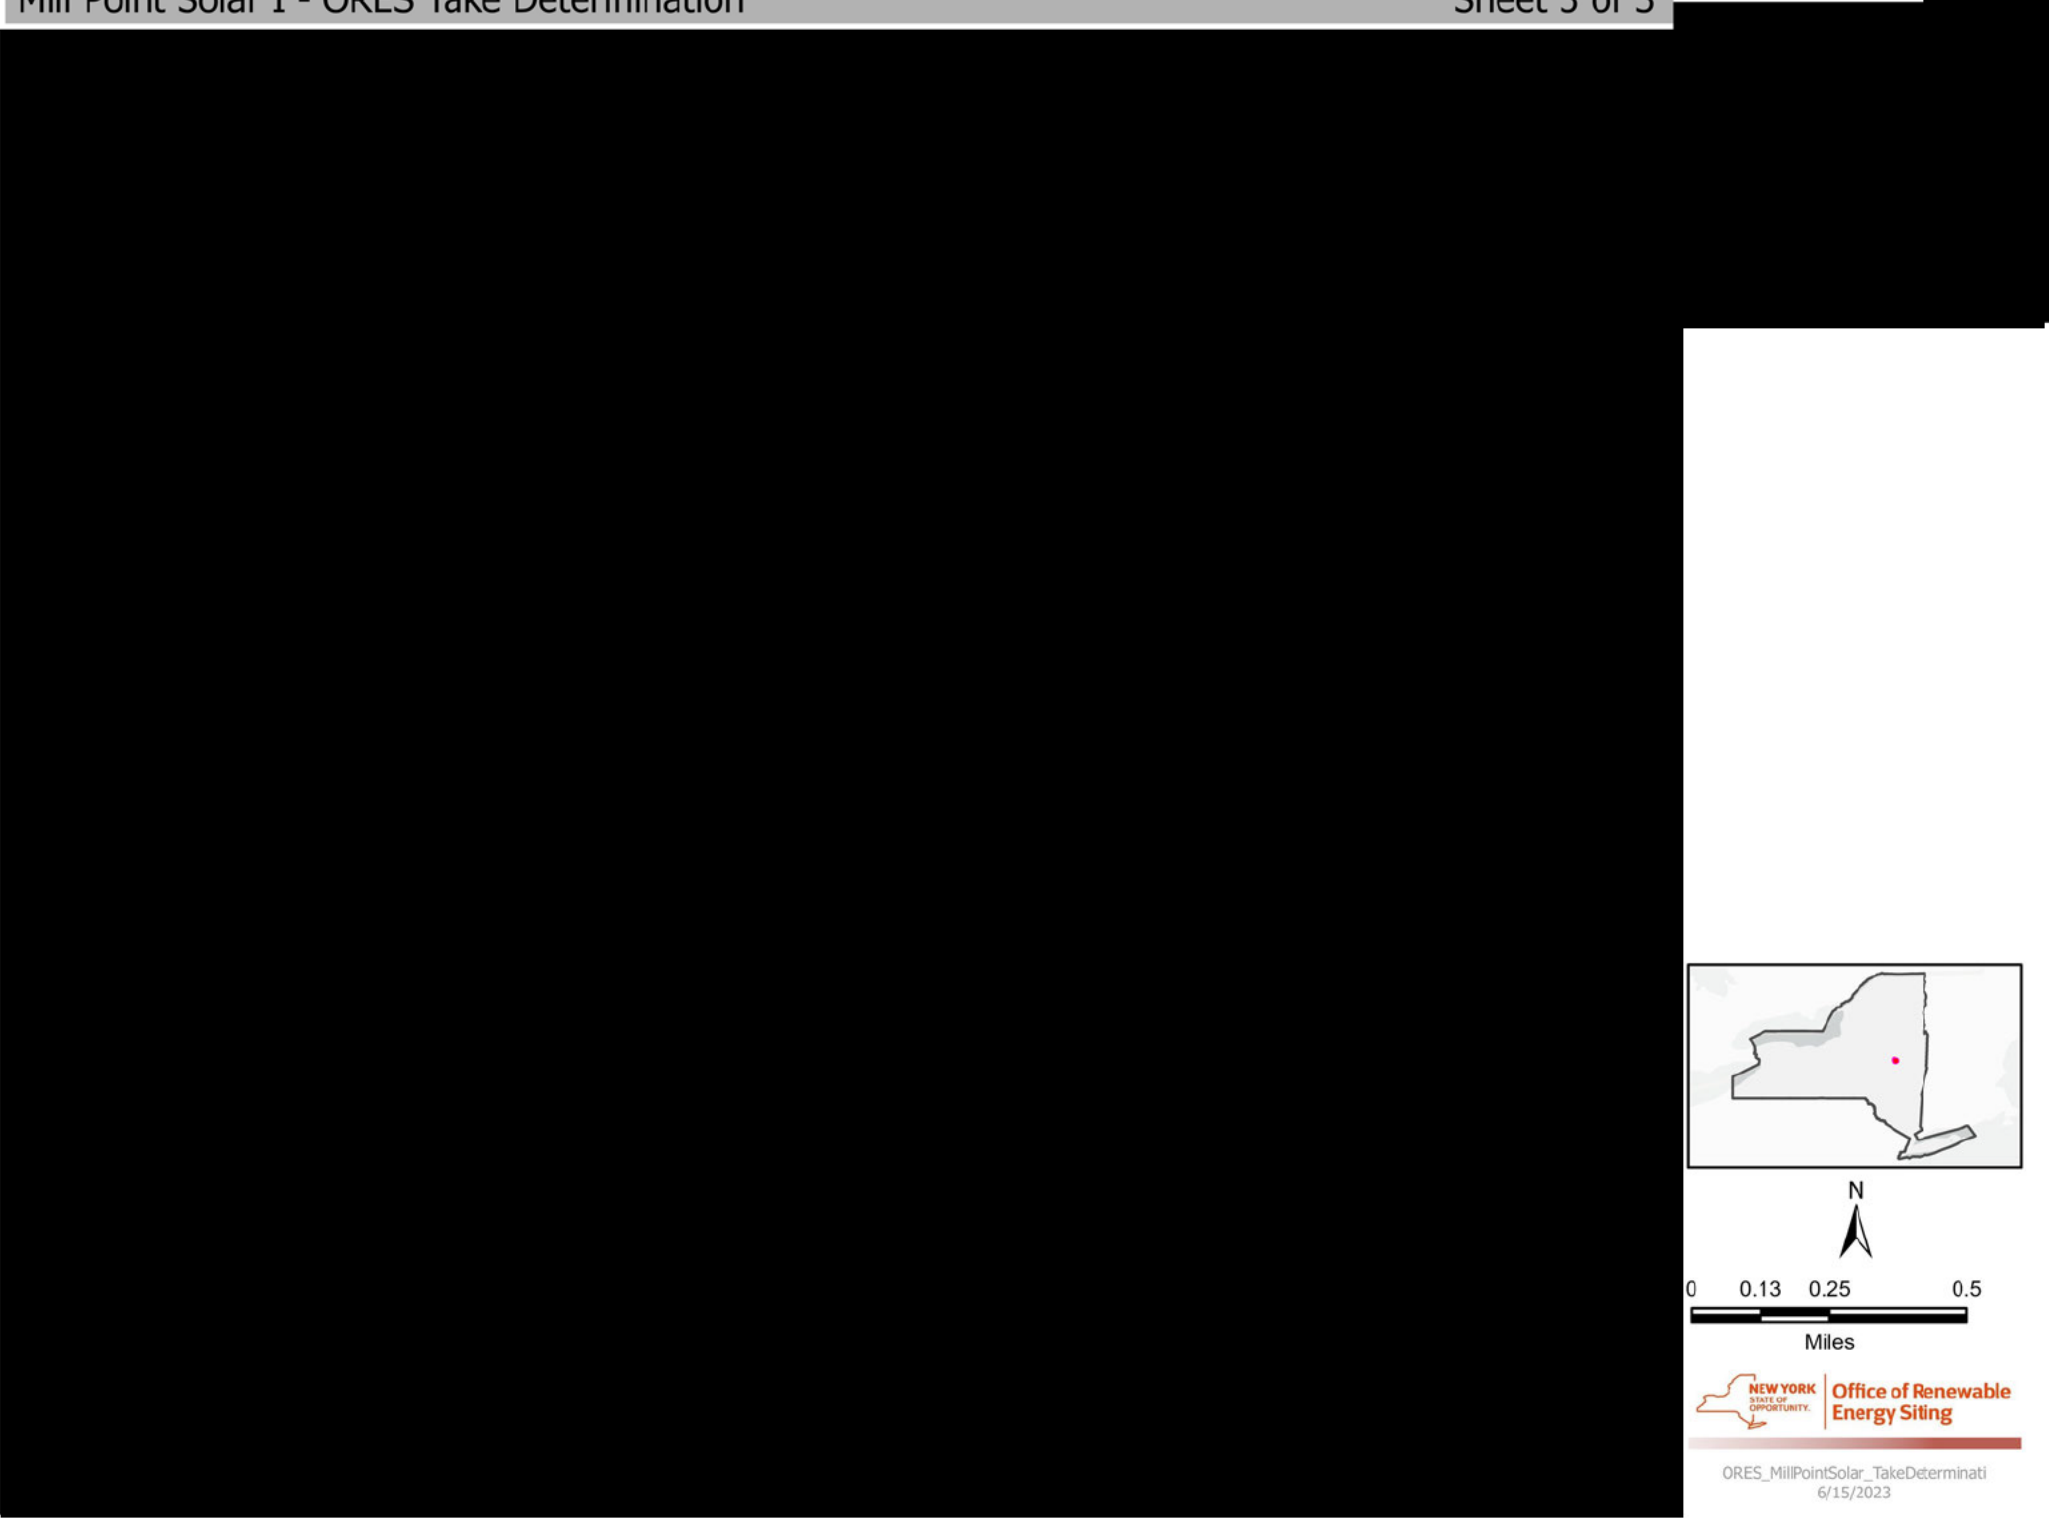 Mill Point Solar 1 - ORES Take Determination
Sheet 3 of 3
N
0 0.13 0.25 0.5
Miles
NEW YORK
STATE OF
OPPORTUNITY.
Office of Renewable
Energy Siting
ORES_MillPointSolar_TakeDeterminati
6/15/2023